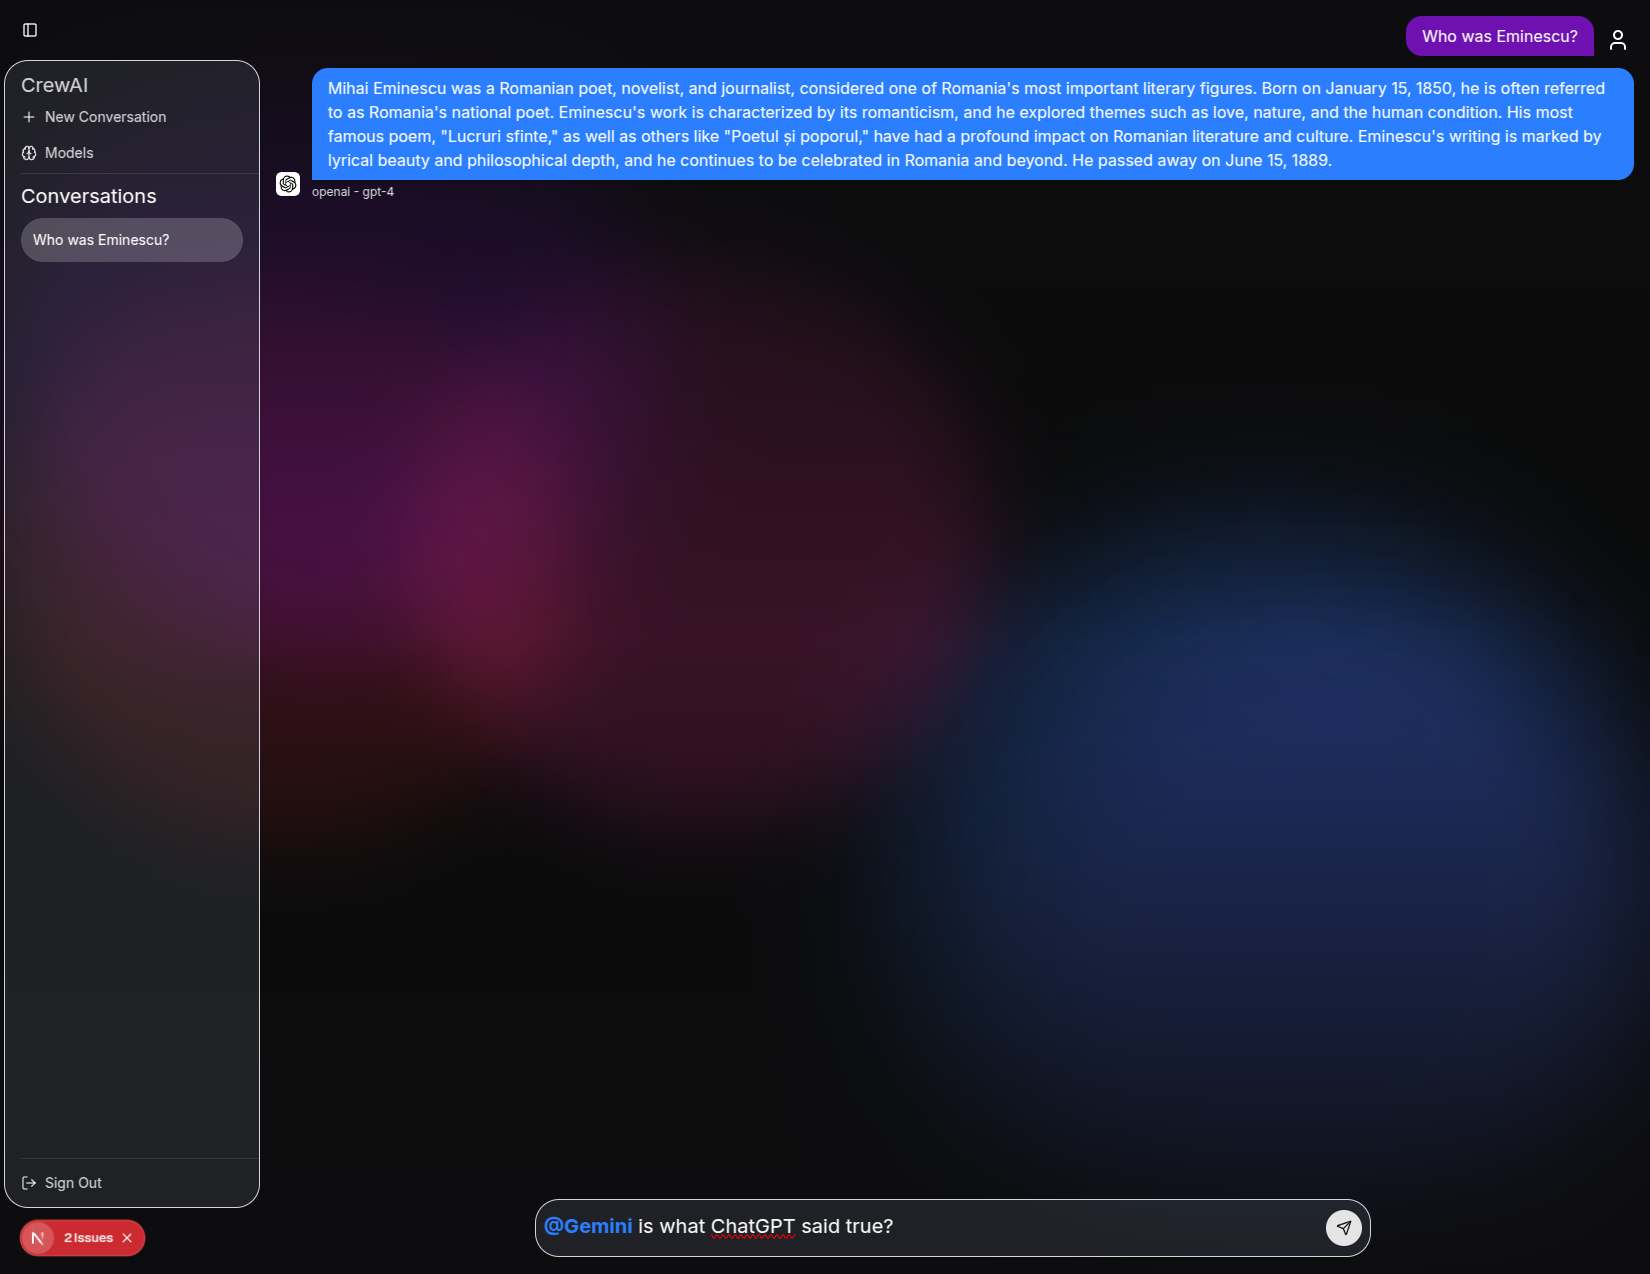 Who was Eminescu?
CrewAI
New Conversation
Models
Conversations
Who was Eminescu?
Mihai Eminescu was a Romanian poet, novelist, and journalist, considered one of Romania's most important literary figures. Born on January 15, 1850, he is often referred
to as Romania's national poet. Eminescu's work is characterized by its romanticism, and he explored themes such as love, nature, and the human condition. His most
famous poem, "Lucruri sfinte," as well as others like "Poetul și poporul," have had a profound impact on Romanian literature and culture. Eminescu's writing is marked by
lyrical beauty and philosophical depth, and he continues to be celebrated in Romania and beyond. He passed away on June 15, 1889.
openai - gpt-4
Sign Out
N 2 Issues
@Gemini is what ChatGPT said true?